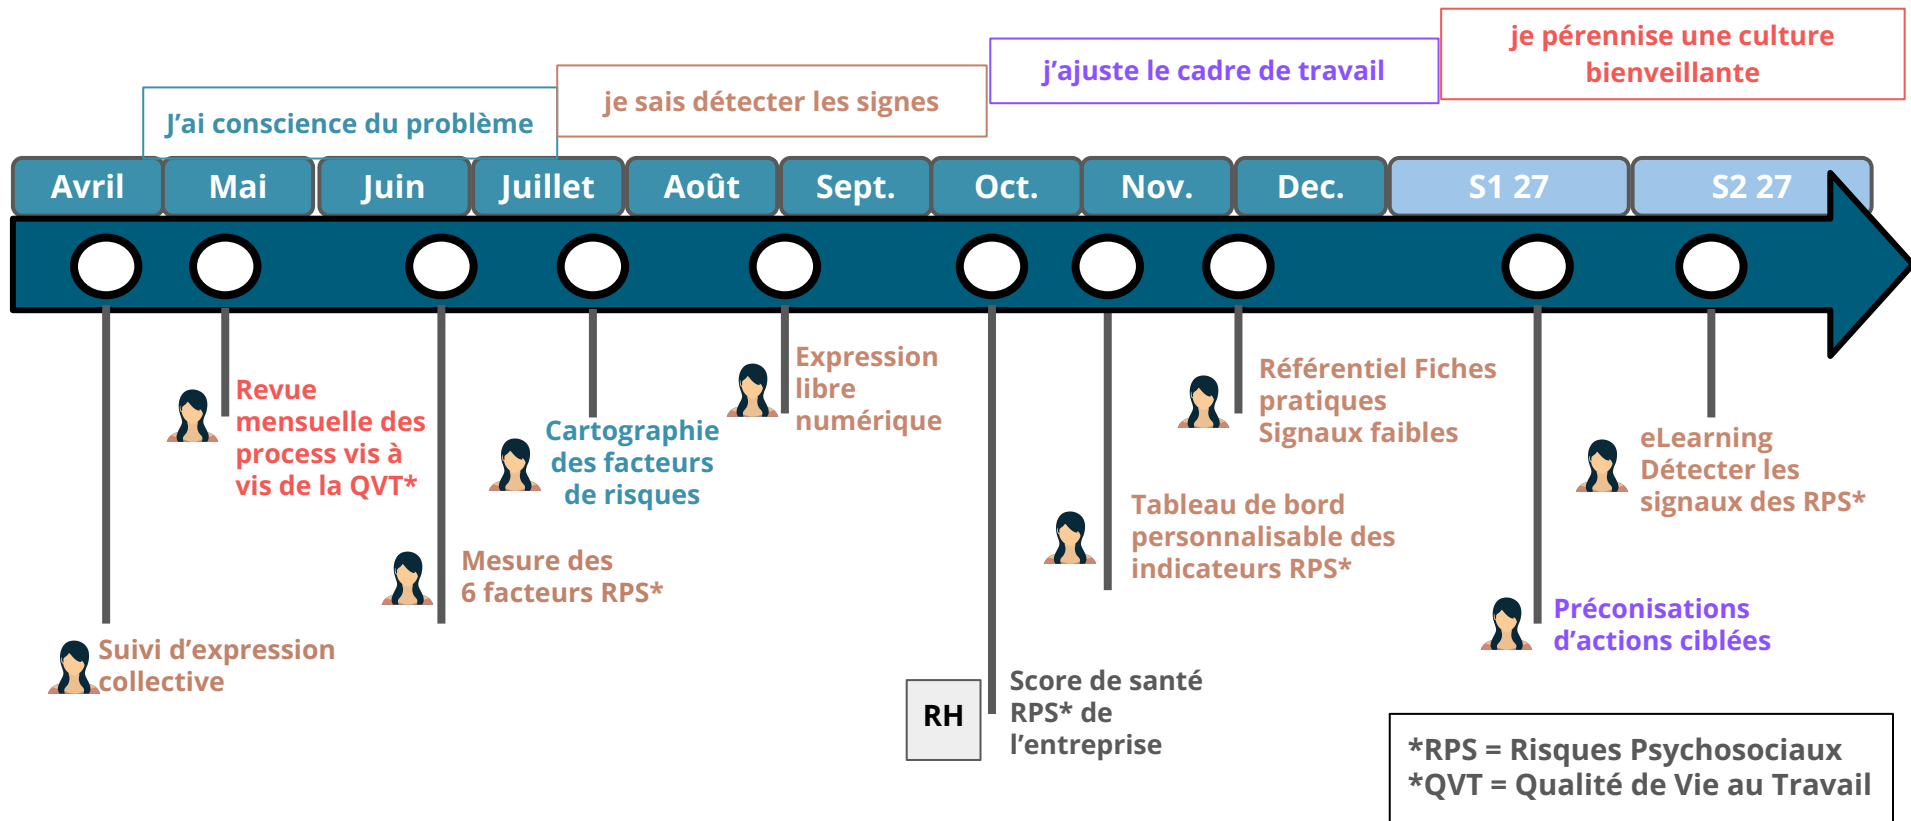 je pérennise une culture
bienveillante
j'ajuste le cadre de travail
je sais détecter les signes
J'ai conscience du problème
Avril
Mai
Juin
Juillet
Août
Sept.
Oct.
Nov.
Dec.
S1 27
S2 27
Suivi d'expression
collective
Revue
mensuelle des
process vis à
vis de la QVT*
Mesure des
6 facteurs RPS*
Cartographie
des facteurs
de risques
Expression
libre
numérique
RH
Score de santé
RPS* de
l'entreprise
Tableau de bord
personnalisable des
indicateurs RPS*
Référentiel Fiches
pratiques
Signaux faibles
Préconisations
d'actions ciblées
eLearning
Détecter les
signaux des RPS*
*RPS = Risques Psychosociaux
*QVT = Qualité de Vie au Travail